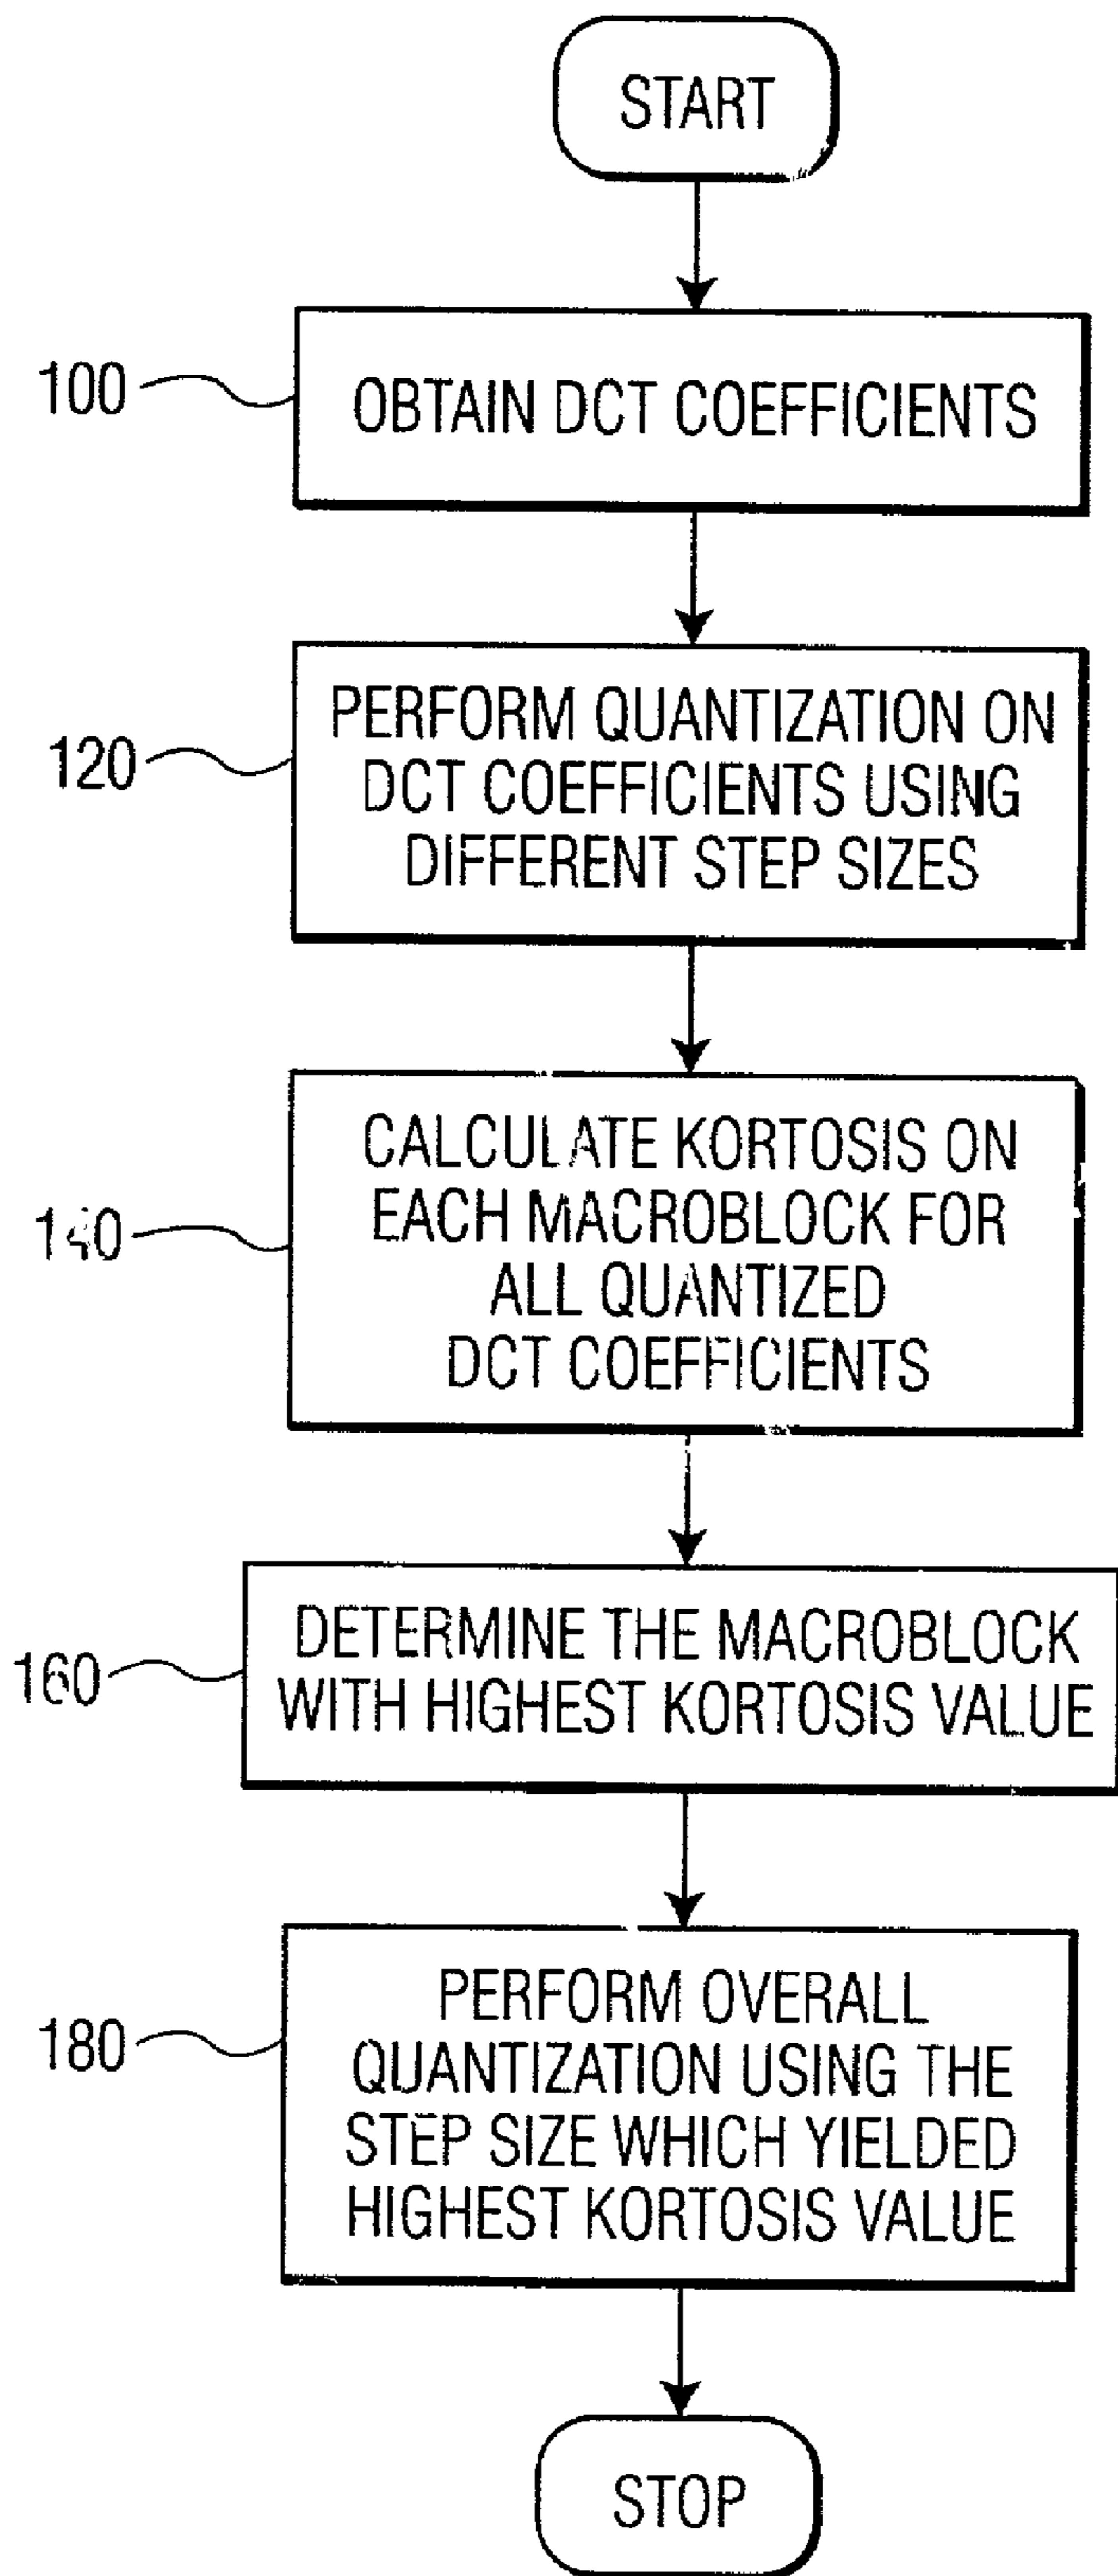 START
100
OBTAIN DCT COEFFICIENTS
120
PERFORM QUANTIZATION ON
DCT COEFFICIENTS USING
DIFFERENT STEP SIZES
140
CALCULATE KORTOSIS ON
EACH MACROBLOCK FOR
ALL QUANTIZED
DCT COEFFICIENTS
160
DETERMINE THE MACROBLOCK
WITH HIGHEST KORTOSIS VALUE
180
PERFORM OVERALL
QUANTIZATION USING THE
STEP SIZE WHICH YIELDED
HIGHEST KORTOSIS VALUE
STOP